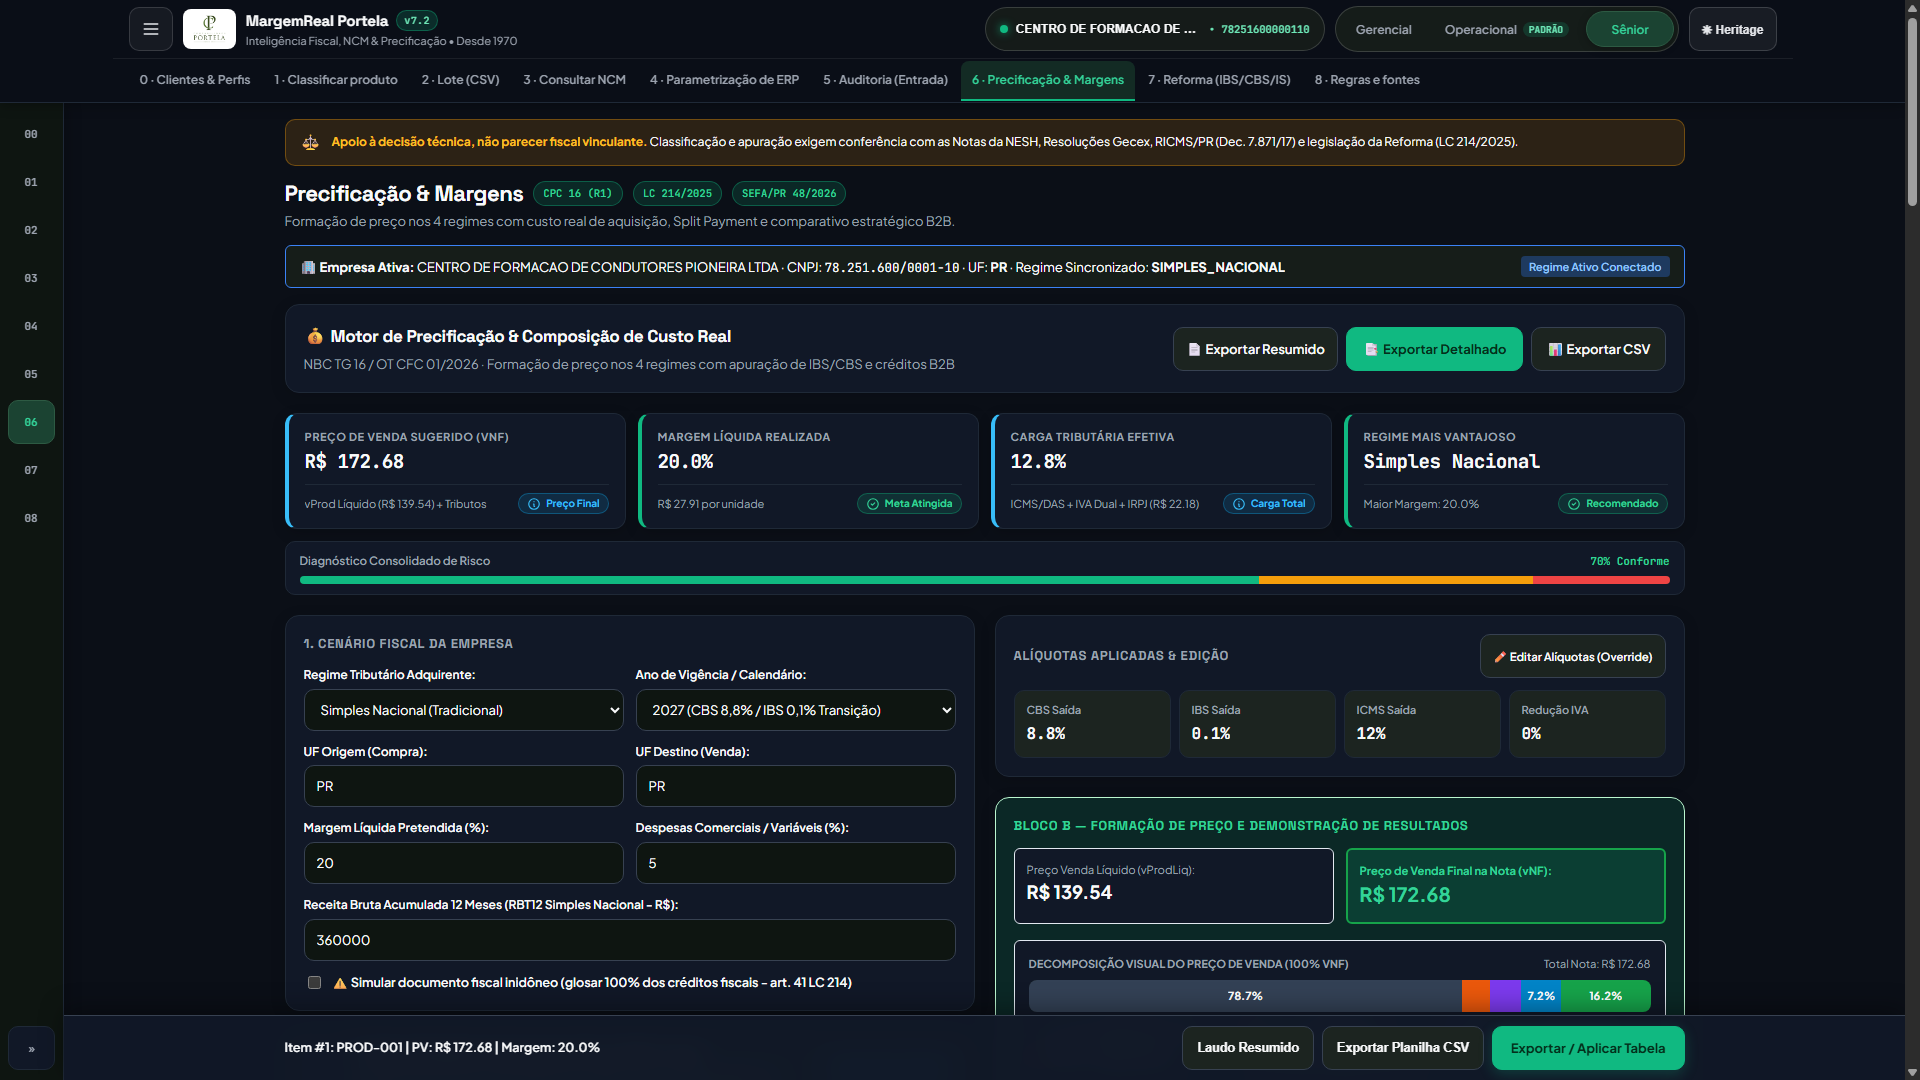 PORTELA
MargemReal Portela v7.2
Inteligência Fiscal, NCM & Precificação • Desde 1970
CENTRO DE FORMACAO DE ... • 78251600000110
Gerencial
Operacional PADRÃO
Sênior
Heritage
0 · Clientes & Perfis
1 · Classificar produto
2 · Lote (CSV)
3 · Consultar NCM
4 · Parametrização de ERP
5 · Auditoria (Entrada)
6 · Precificação & Margens
7 · Reforma (IBS/CBS/IS)
8 · Regras e fontes
00
01
02
03
04
05
06
07
08
»
Apoio à decisão técnica, não parecer fiscal vinculante. Classificação e apuração exigem conferência com as Notas da NESH, Resoluções Gecex, RICMS/PR (Dec. 7.871/17) e legislação da Reforma (LC 214/2025).
Precificação & Margens CPC 16 (R1) LC 214/2025 SEFA/PR 48/2026
Formação de preço nos 4 regimes com custo real de aquisição, Split Payment e comparativo estratégico B2B.
Empresa Ativa: CENTRO DE FORMACAO DE CONDUTORES PIONEIRA LTDA · CNPJ: 78.251.600/0001-10 · UF: PR · Regime Sincronizado: SIMPLES_NACIONAL
Regime Ativo Conectado
Motor de Precificação & Composição de Custo Real
NBC TG 16 / OT CFC 01/2026 · Formação de preço nos 4 regimes com apuração de IBS/CBS e créditos B2B
Exportar Resumido
Exportar Detalhado
Exportar CSV
PREÇO DE VENDA SUGERIDO (VNF)
R$ 172.68
vProd Líquido (R$ 139.54) + Tributos
Preço Final
MARGEM LÍQUIDA REALIZADA
20.0%
R$ 27.91 por unidade
Meta Atingida
CARGA TRIBUTÁRIA EFETIVA
12.8%
ICMS/DAS + IVA Dual + IRPJ (R$ 22.18)
Carga Total
REGIME MAIS VANTAJOSO
Simples Nacional
Maior Margem: 20.0%
Recomendado
Diagnóstico Consolidado de Risco
70% Conforme
1. CENÁRIO FISCAL DA EMPRESA
Regime Tributário Adquirente:
Simples Nacional (Tradicional)
Ano de Vigência / Calendário:
2027 (CBS 8,8% / IBS 0,1% Transição)
UF Origem (Compra):
PR
UF Destino (Venda):
PR
Margem Líquida Pretendida (%):
20
Despesas Comerciais / Variáveis (%):
5
Receita Bruta Acumulada 12 Meses (RBT12 Simples Nacional - R$):
360000
Simular documento fiscal inidôneo (glosar 100% dos créditos fiscais - art. 41 LC 214)
ALÍQUOTAS APLICADAS & EDIÇÃO
Editar Alíquotas (Override)
CBS Saída
8.8%
IBS Saída
0.1%
ICMS Saída
12%
Redução IVA
0%
BLOCO B — FORMAÇÃO DE PREÇO E DEMONSTRAÇÃO DE RESULTADOS
Preço Venda Líquido (vProdLiq):
R$ 139.54
Preço de Venda Final na Nota (vNF):
R$ 172.68
DECOMPOSIÇÃO VISUAL DO PREÇO DE VENDA (100% VNF)
Total Nota: R$ 172.68
78.7%
7.2%
16.2%
Item #1: PROD-001 | PV: R$ 172.68 | Margem: 20.0%
Laudo Resumido
Exportar Planilha CSV
Exportar / Aplicar Tabela